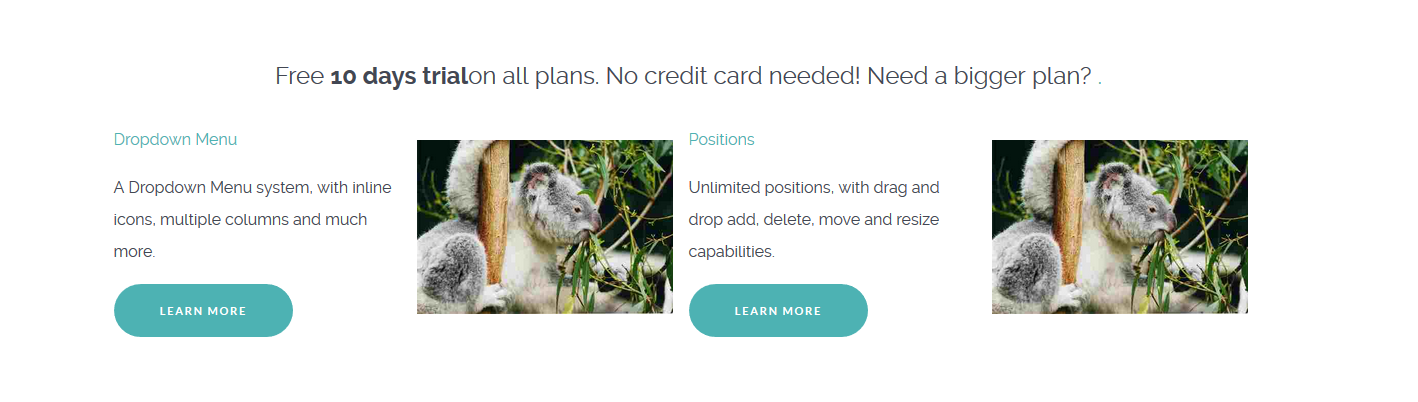 Free 10 days trialon all plans. No credit card needed! Need a bigger plan? .
Dropdown Menu
A Dropdown Menu system, with inline
icons, multiple columns and much
more.
LEARN MORE
Positions
Unlimited positions, with drag and
drop add, delete, move and resize
capabilities.
LEARN MORE